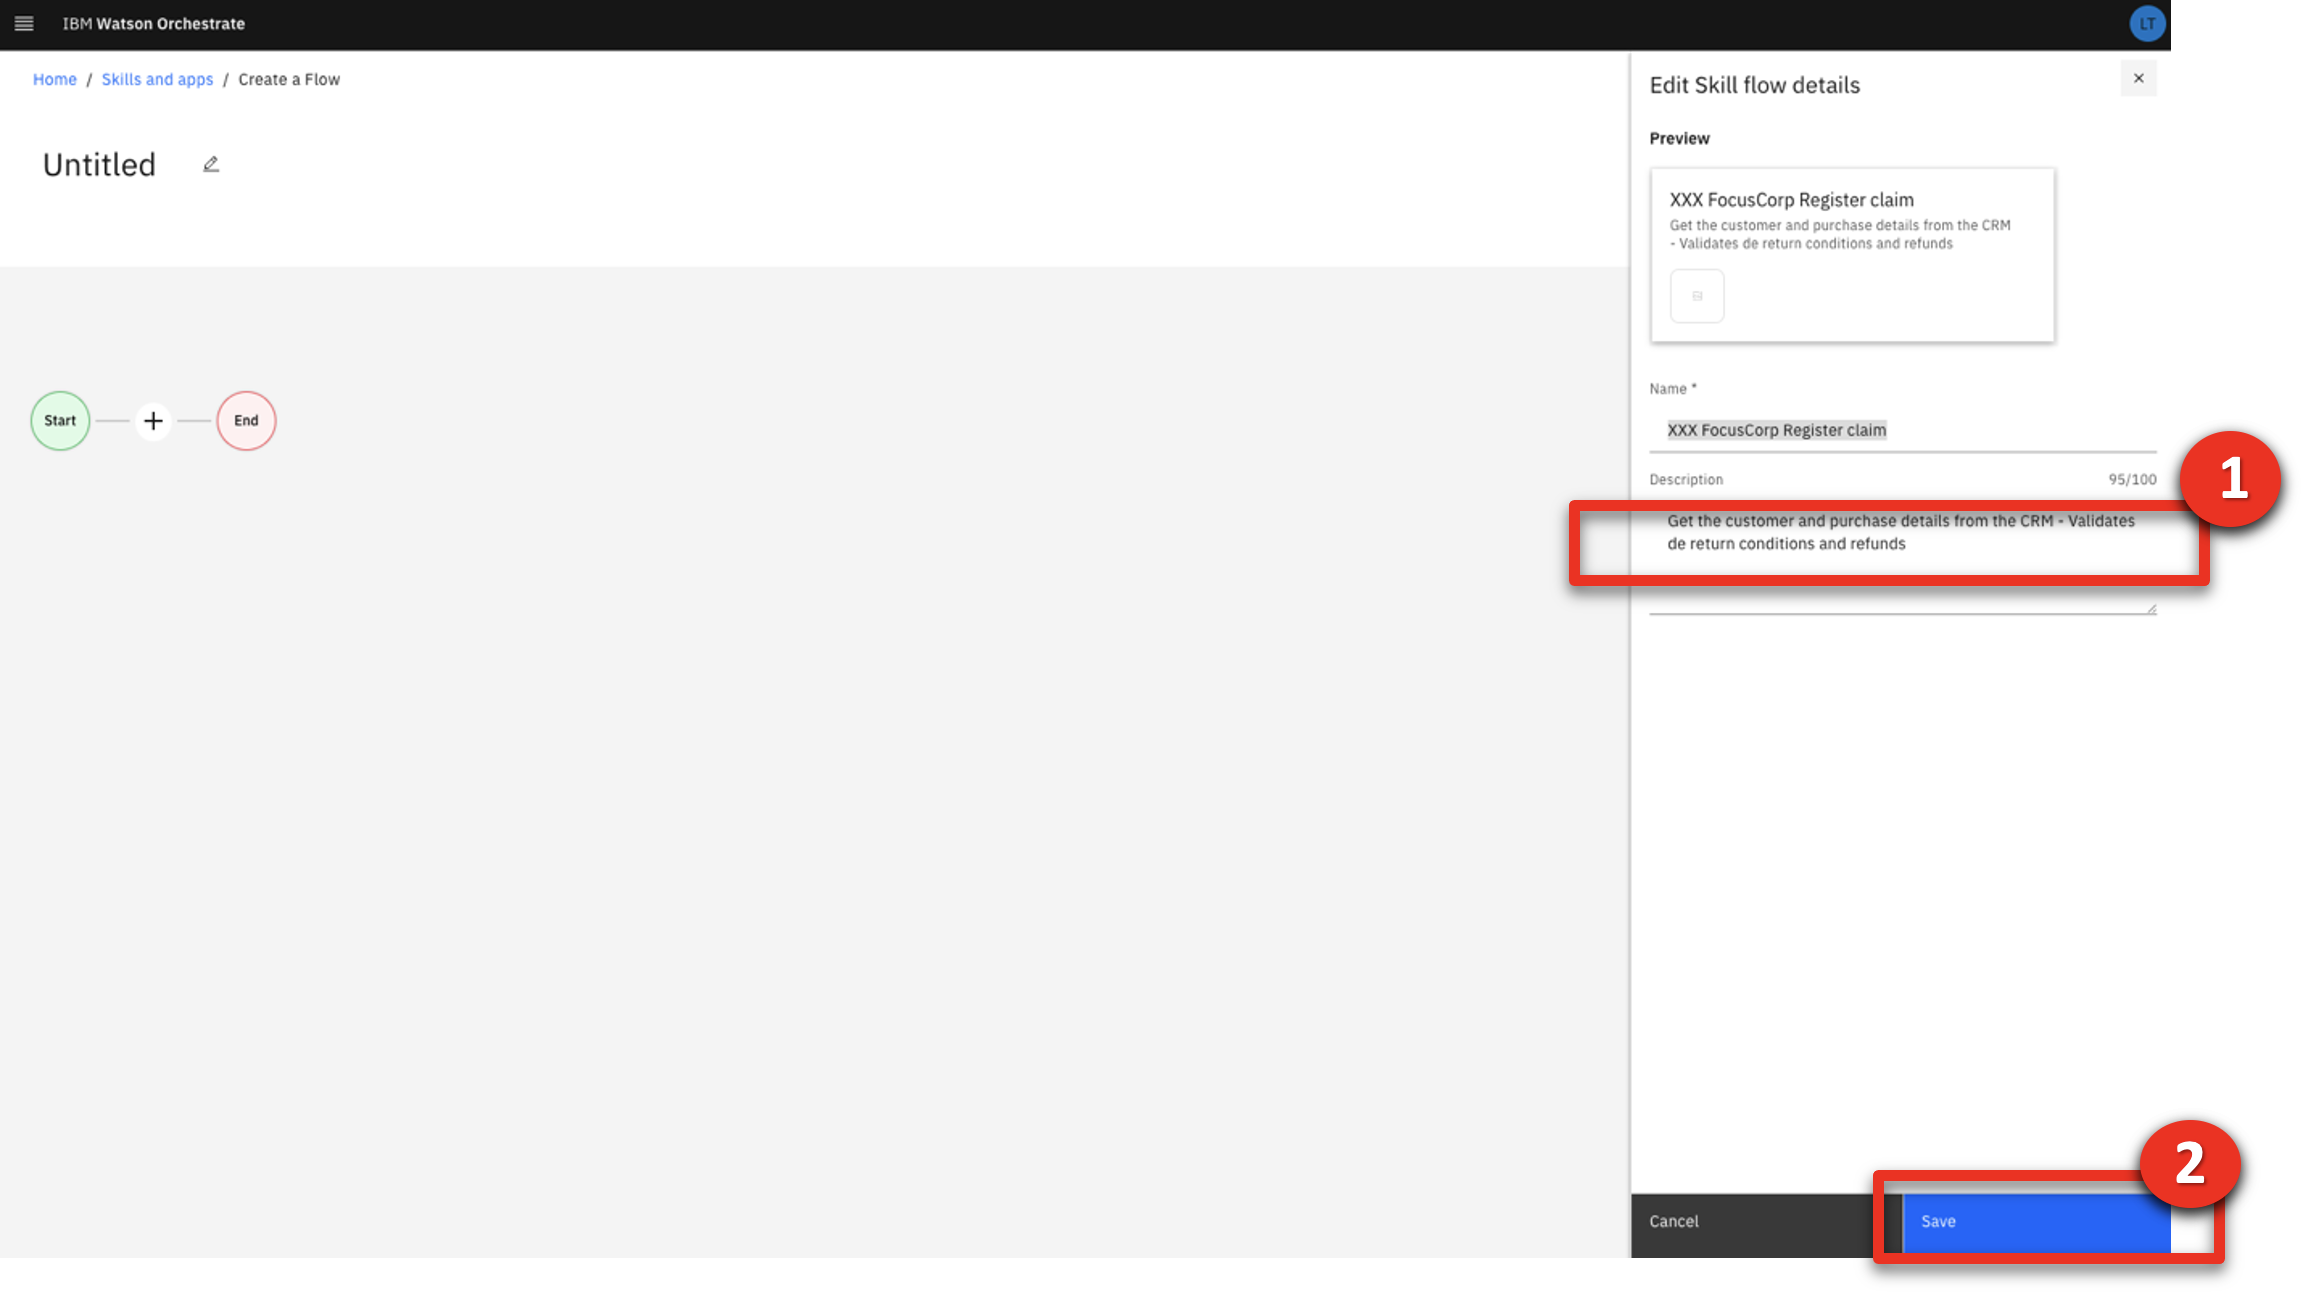 IBM Watson Orchestrate
LT
Home / Skills and apps / Create a Flow
Untitled
Start
End
Edit Skill flow details
Preview
XXX FocusCorp Register claim
Get the customer and purchase details from the CRM
- Validates de return conditions and refunds
Name *
XXX FocusCorp Register claim
Description 95/100
Get the customer and purchase details from the CRM - Validates
de return conditions and refunds
1
2
Cancel
Save